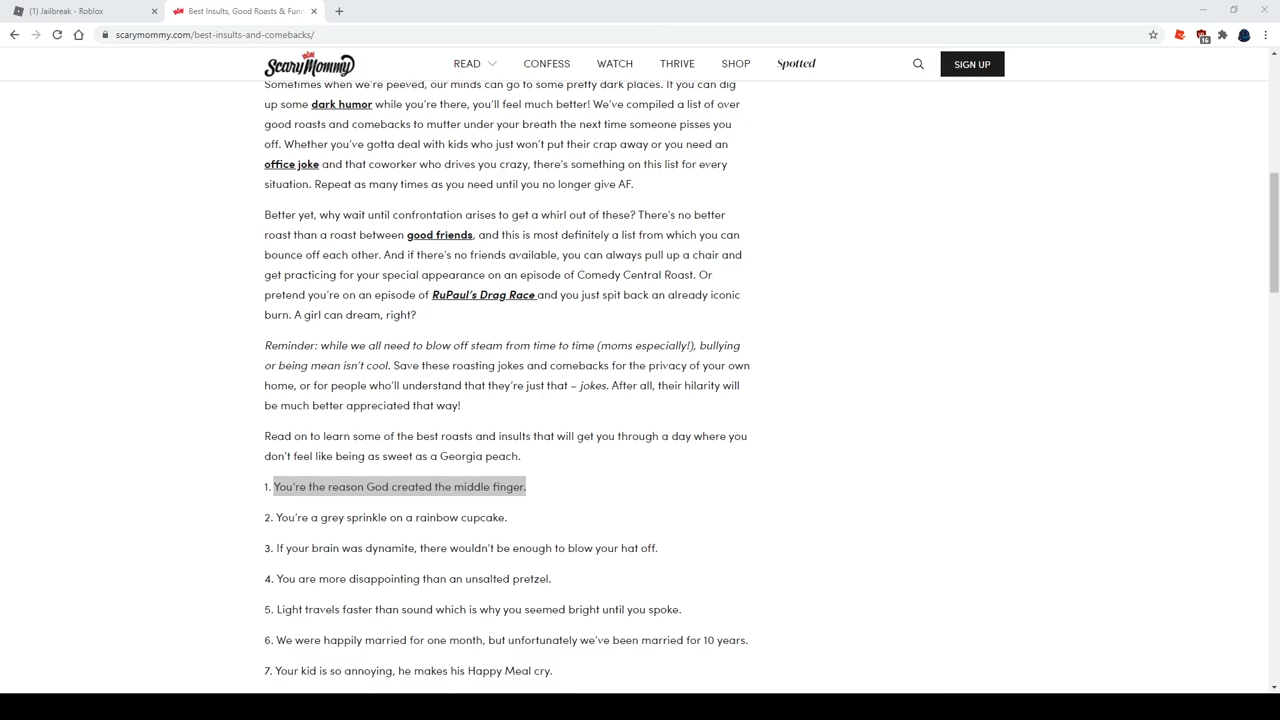 (1) Jailbreak - Roblox
Best Insults, Good Roasts & Fun
scarymommy.com/best-insults-and-comebacks/
16
Scary Mommy
READ
CONFESS
WATCH
THRIVE
SHOP
Spotted
SIGN UP
Sometimes when we're peeved, our minds can go to some pretty dark places. If you can dig
up some dark humor while you're there, you'll feel much better! We've compiled a list of over
good roasts and comebacks to mutter under your breath the next time someone pisses you
off. Whether you've gotta deal with kids who just won't put their crap away or you need an
office joke and that coworker who drives you crazy, there's something on this list for every
situation. Repeat as many times as you need until you no longer give AF.
Better yet, why wait until confrontation arises to get a whirl out of these? There's no better
roast than a roast between good friends, and this is most definitely a list from which you can
bounce off each other. And if there's no friends available, you can always pull up a chair and
get practicing for your special appearance on an episode of Comedy Central Roast. Or
pretend you're on an episode of RuPaul's Drag Race and you just spit back an already iconic
burn. A girl can dream, right?
Reminder: while we all need to blow off steam from time to time (moms especially!), bullying
or being mean isn't cool. Save these roasting jokes and comebacks for the privacy of your own
home, or for people who'll understand that they're just that – jokes. After all, their hilarity will
be much better appreciated that way!
Read on to learn some of the best roasts and insults that will get you through a day where you
don't feel like being as sweet as a Georgia peach.
1. You're the reason God created the middle finger.
2. You're a grey sprinkle on a rainbow cupcake.
3. If your brain was dynamite, there wouldn't be enough to blow your hat off.
4. You are more disappointing than an unsalted pretzel.
5. Light travels faster than sound which is why you seemed bright until you spoke.
6. We were happily married for one month, but unfortunately we've been married for 10 years.
7. Your kid is so annoying, he makes his Happy Meal cry.